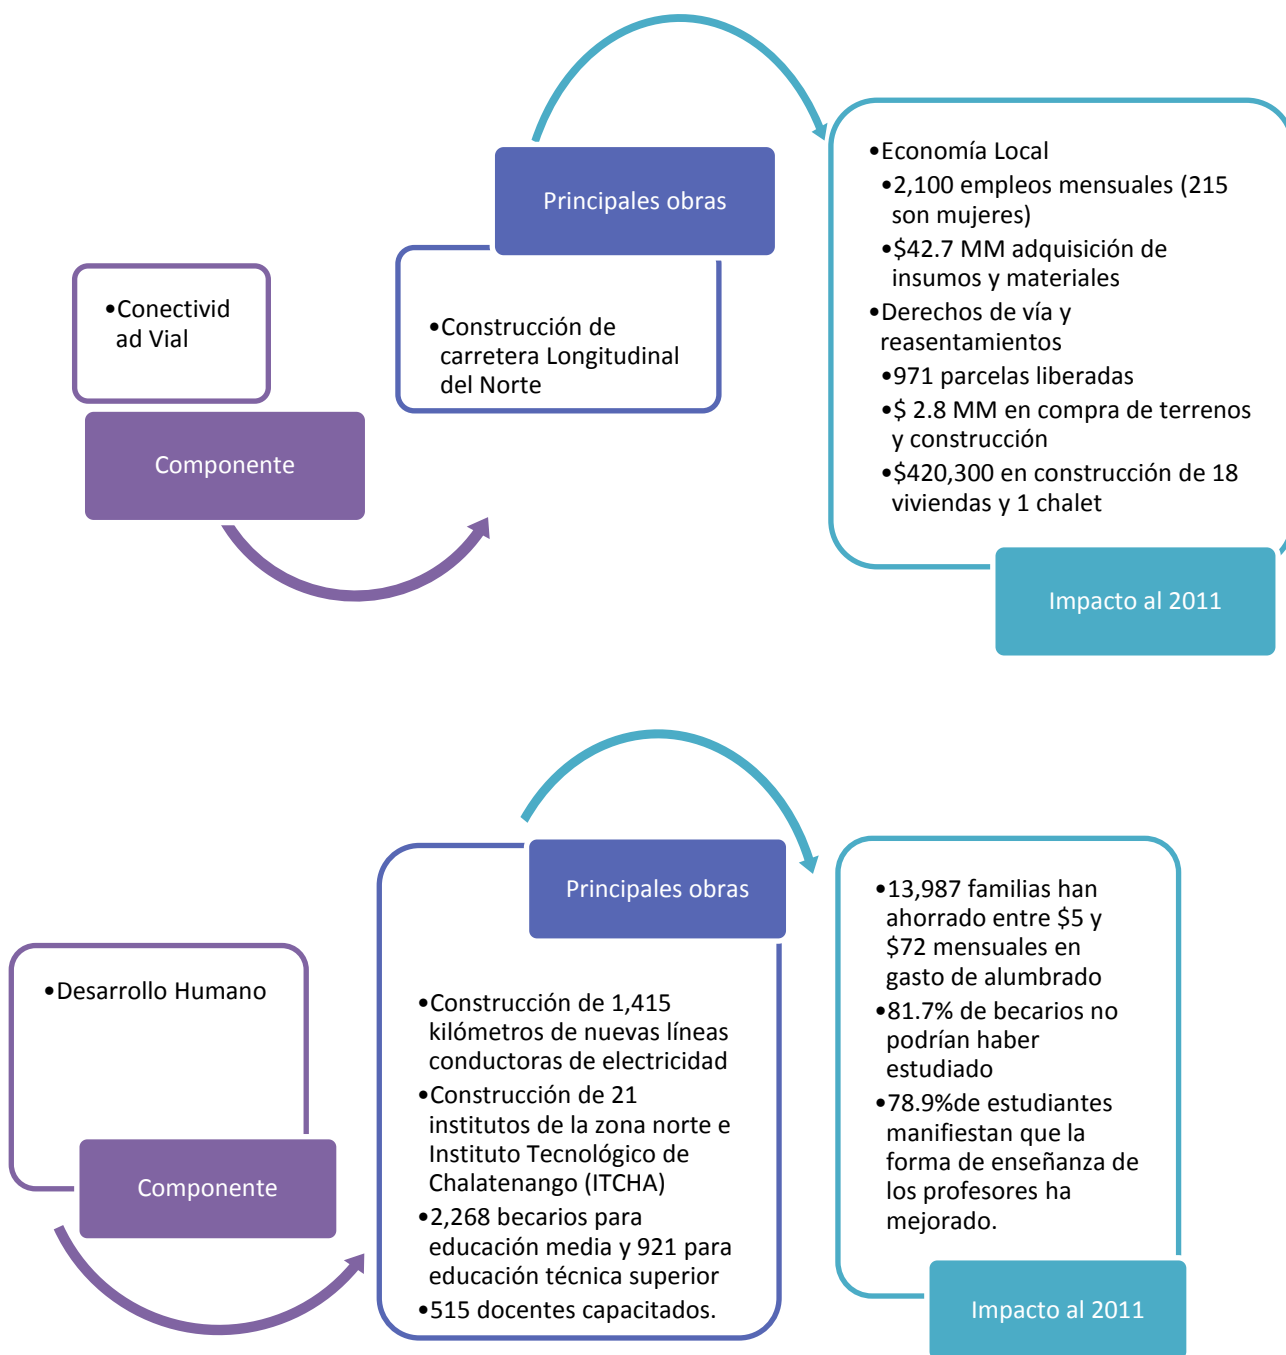 •Conectivid
ad Vial
Componente
Principales obras
•Construcción de
carretera Longitudinal
del Norte
•Economía Local
•2,100 empleos mensuales (215
son mujeres)
•$42.7 MM adquisición de
insumos y materiales
•Derechos de vía y
reasentamientos
•971 parcelas liberadas
•$ 2.8 MM en compra de terrenos
y construcción
•$420,300 en construcción de 18
viviendas y 1 chalet
Impacto al 2011
•Desarrollo Humano
Componente
Principales obras
•Construcción de 1,415
kilómetros de nuevas líneas
conductoras de electricidad
•Construcción de 21
institutos de la zona norte e
Instituto Tecnológico de
Chalatenango (ITCHA)
•2,268 becarios para
educación media y 921 para
educación técnica superior
•515 docentes capacitados.
•13,987 familias han
ahorrado entre $5 y
$72 mensuales en
gasto de alumbrado
•81.7% de becarios no
podrían haber
estudiado
•78.9%de estudiantes
manifiestan que la
forma de enseñanza de
los profesores ha
mejorado.
Impacto al 2011